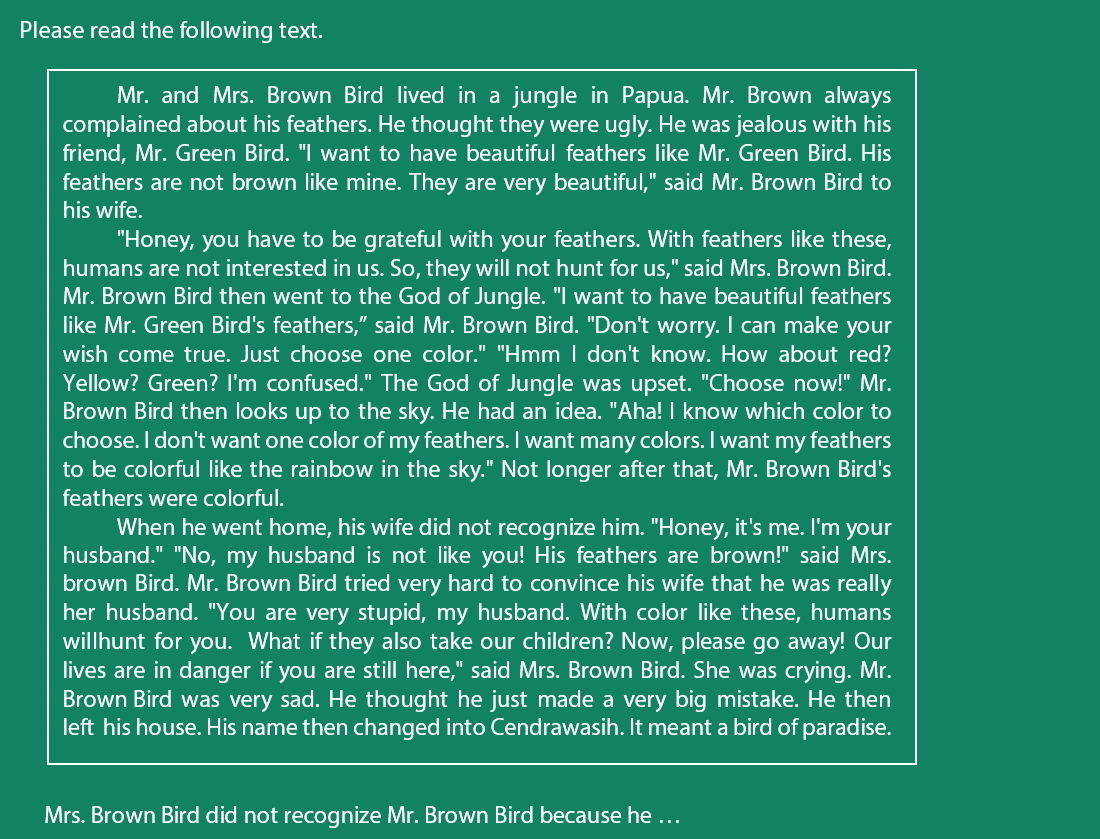 Please read the following text.
Mr. and Mrs. Brown Bird lived in a jungle in Papua. Mr. Brown always
complained about his feathers. He thought they were ugly. He was jealous with his
friend, Mr. Green Bird. "I want to have beautiful feathers like Mr. Green Bird. His
feathers are not brown like mine. They are very beautiful," said Mr. Brown Bird to
his wife.
"Honey, you have to be grateful with your feathers. With feathers like these,
humans are not interested in us. So, they will not hunt for us," said Mrs. Brown Bird.
Mr. Brown Bird then went to the God of Jungle. "I want to have beautiful feathers
like Mr. Green Bird's feathers,” said Mr. Brown Bird. "Don't worry. I can make your
wish come true. Just choose one color." "Hmm I don't know. How about red?
Yellow? Green? I'm confused." The God of Jungle was upset. "Choose now!" Mr.
Brown Bird then looks up to the sky. He had an idea. "Aha! I know which color to
choose. I don't want one color of my feathers. I want many colors. I want my feathers
to be colorful like the rainbow in the sky." Not longer after that, Mr. Brown Bird's
feathers were colorful.
When he went home, his wife did not recognize him. "Honey, it's me. I'm your
husband." "No, my husband is not like you! His feathers are brown!" said Mrs.
brown Bird. Mr. Brown Bird tried very hard to convince his wife that he was really
her husband. "You are very stupid, my husband. With color like these, humans
willhunt for you.  What if they also take our children? Now, please go away! Our
lives are in danger if you are still here," said Mrs. Brown Bird. She was crying. Mr.
Brown Bird was very sad. He thought he just made a very big mistake. He then
left his house. His name then changed into Cendrawasih. It meant a bird of paradise.
Mrs. Brown Bird did not recognize Mr. Brown Bird because he …